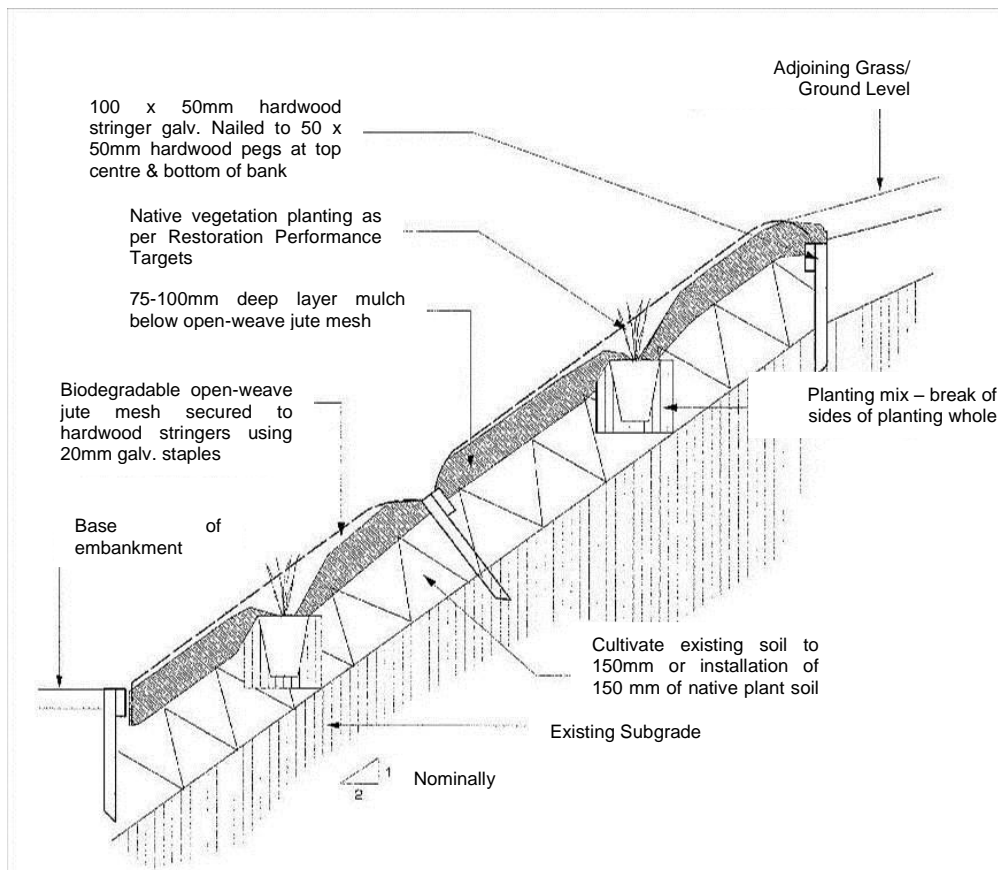 Adjoining Grass/
Ground Level
100 x 50mm hardwood
stringer galv. Nailed to 50 x
50mm hardwood pegs at top
centre & bottom of bank
Native vegetation planting as
per Restoration Performance
Targets
75-100mm deep layer mulch
below open-weave jute mesh
Biodegradable open-weave
jute mesh secured to
hardwood stringers using
20mm galv. staples
Planting mix – break of
sides of planting whole
Base of
embankment
Cultivate existing soil to
150mm or installation of
150 mm of native plant soil
Existing Subgrade
1
2
Nominally